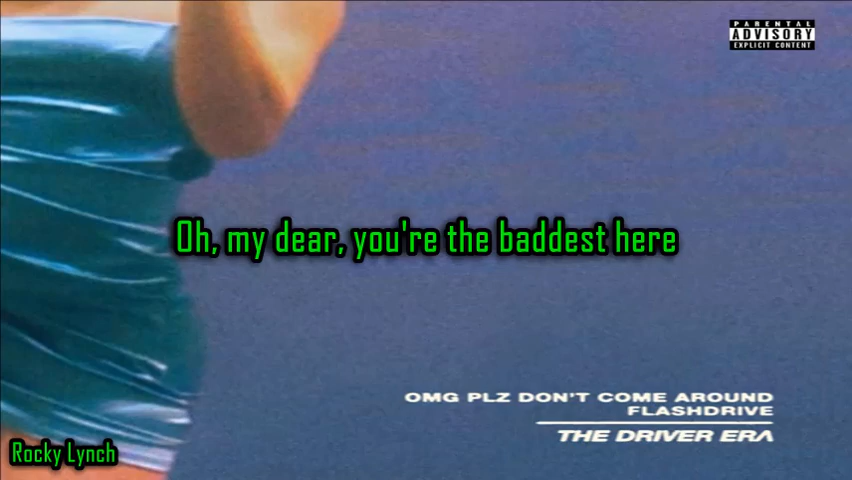 PARENTAL
ADVISORY
EXPLICIT CONTENT
Oh, my dear, you're the baddest here
OMG PLZ DON'T COME AROUND
FLASHDRIVE
THE DRIVER ERA
Rocky Lynch